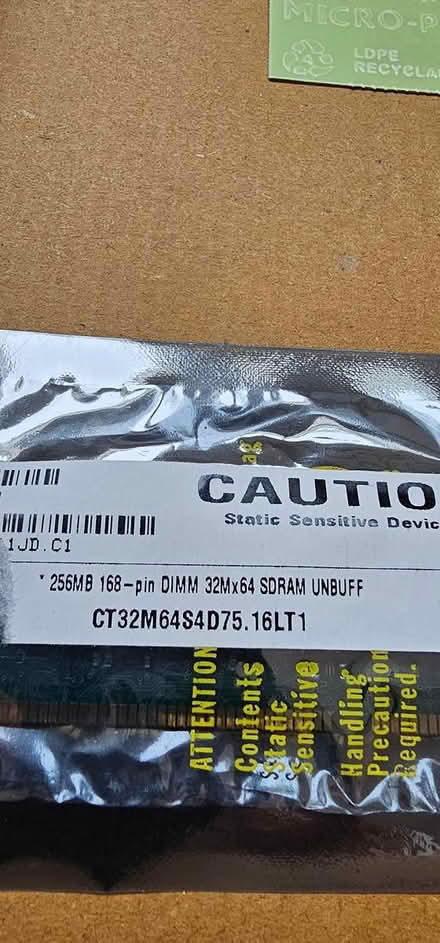 MICRO-P
LDPE
RECYCLA
4
CAUTIO
Static Sensitive Devic
1JD.C1
* 256MB 168-pin DIMM 32Mx64 SDRAM UNBUFF
CT32M64S4D75.16LT1
ATTENTION
Contents
Static
Sensitive
Handling
Precaution
Required.